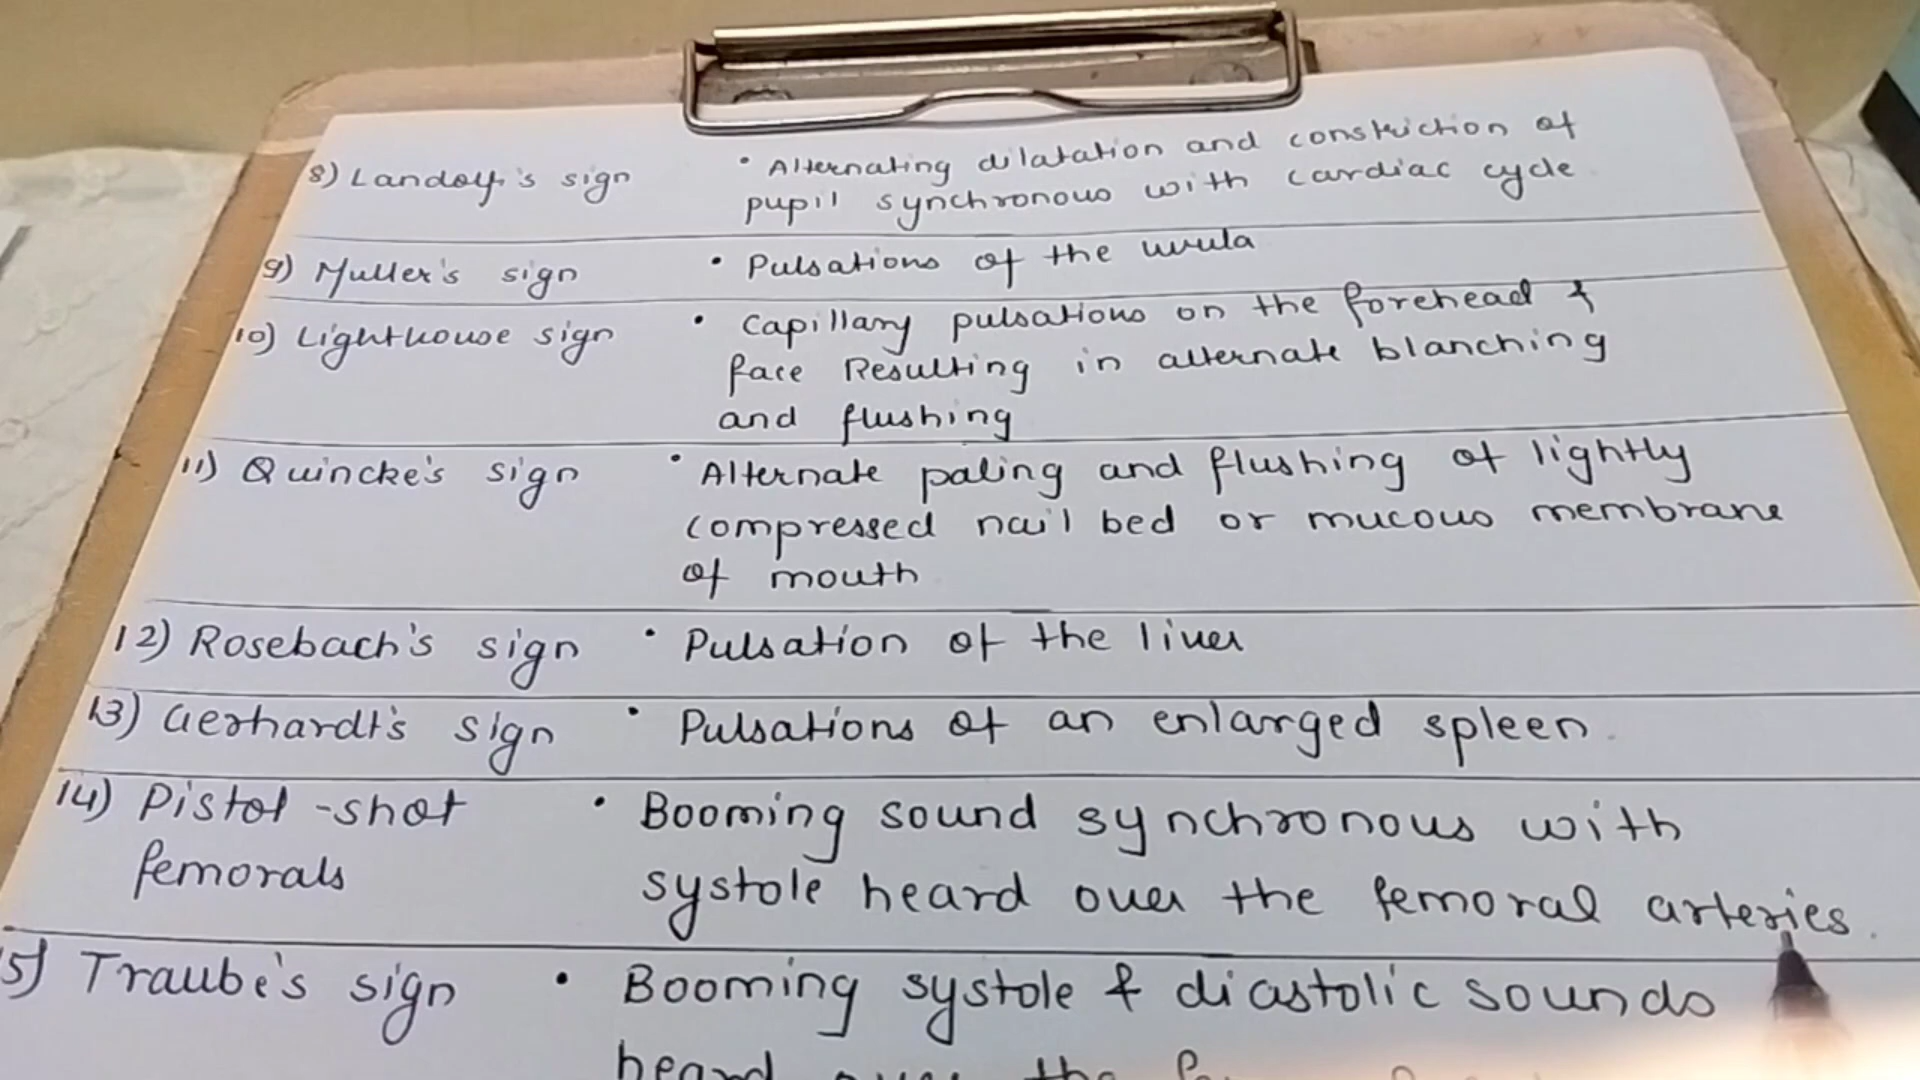 8) Landolfi's sign • Alternating dilatation and constriction of
pupil synchronous with cardiac cycle
9) Muller's sign • Pulsations of the uvula
10) Lighthouse sign • Capillary pulsations on the forehead &
face Resulting in alternate blanching
and flushing
11) Quincke's sign • Alternate paling and flushing of lightly
compressed nail bed or mucous membrane
of mouth
12) Rosebach's sign • Pulsation of the liver
13) Gerhardt's sign • Pulsations of an enlarged spleen.
14) Pistol-shot • Booming sound synchronous with
femorals systole heard over the femoral arteries.
15) Traube's sign • Booming systole & diastolic sounds
heard over the